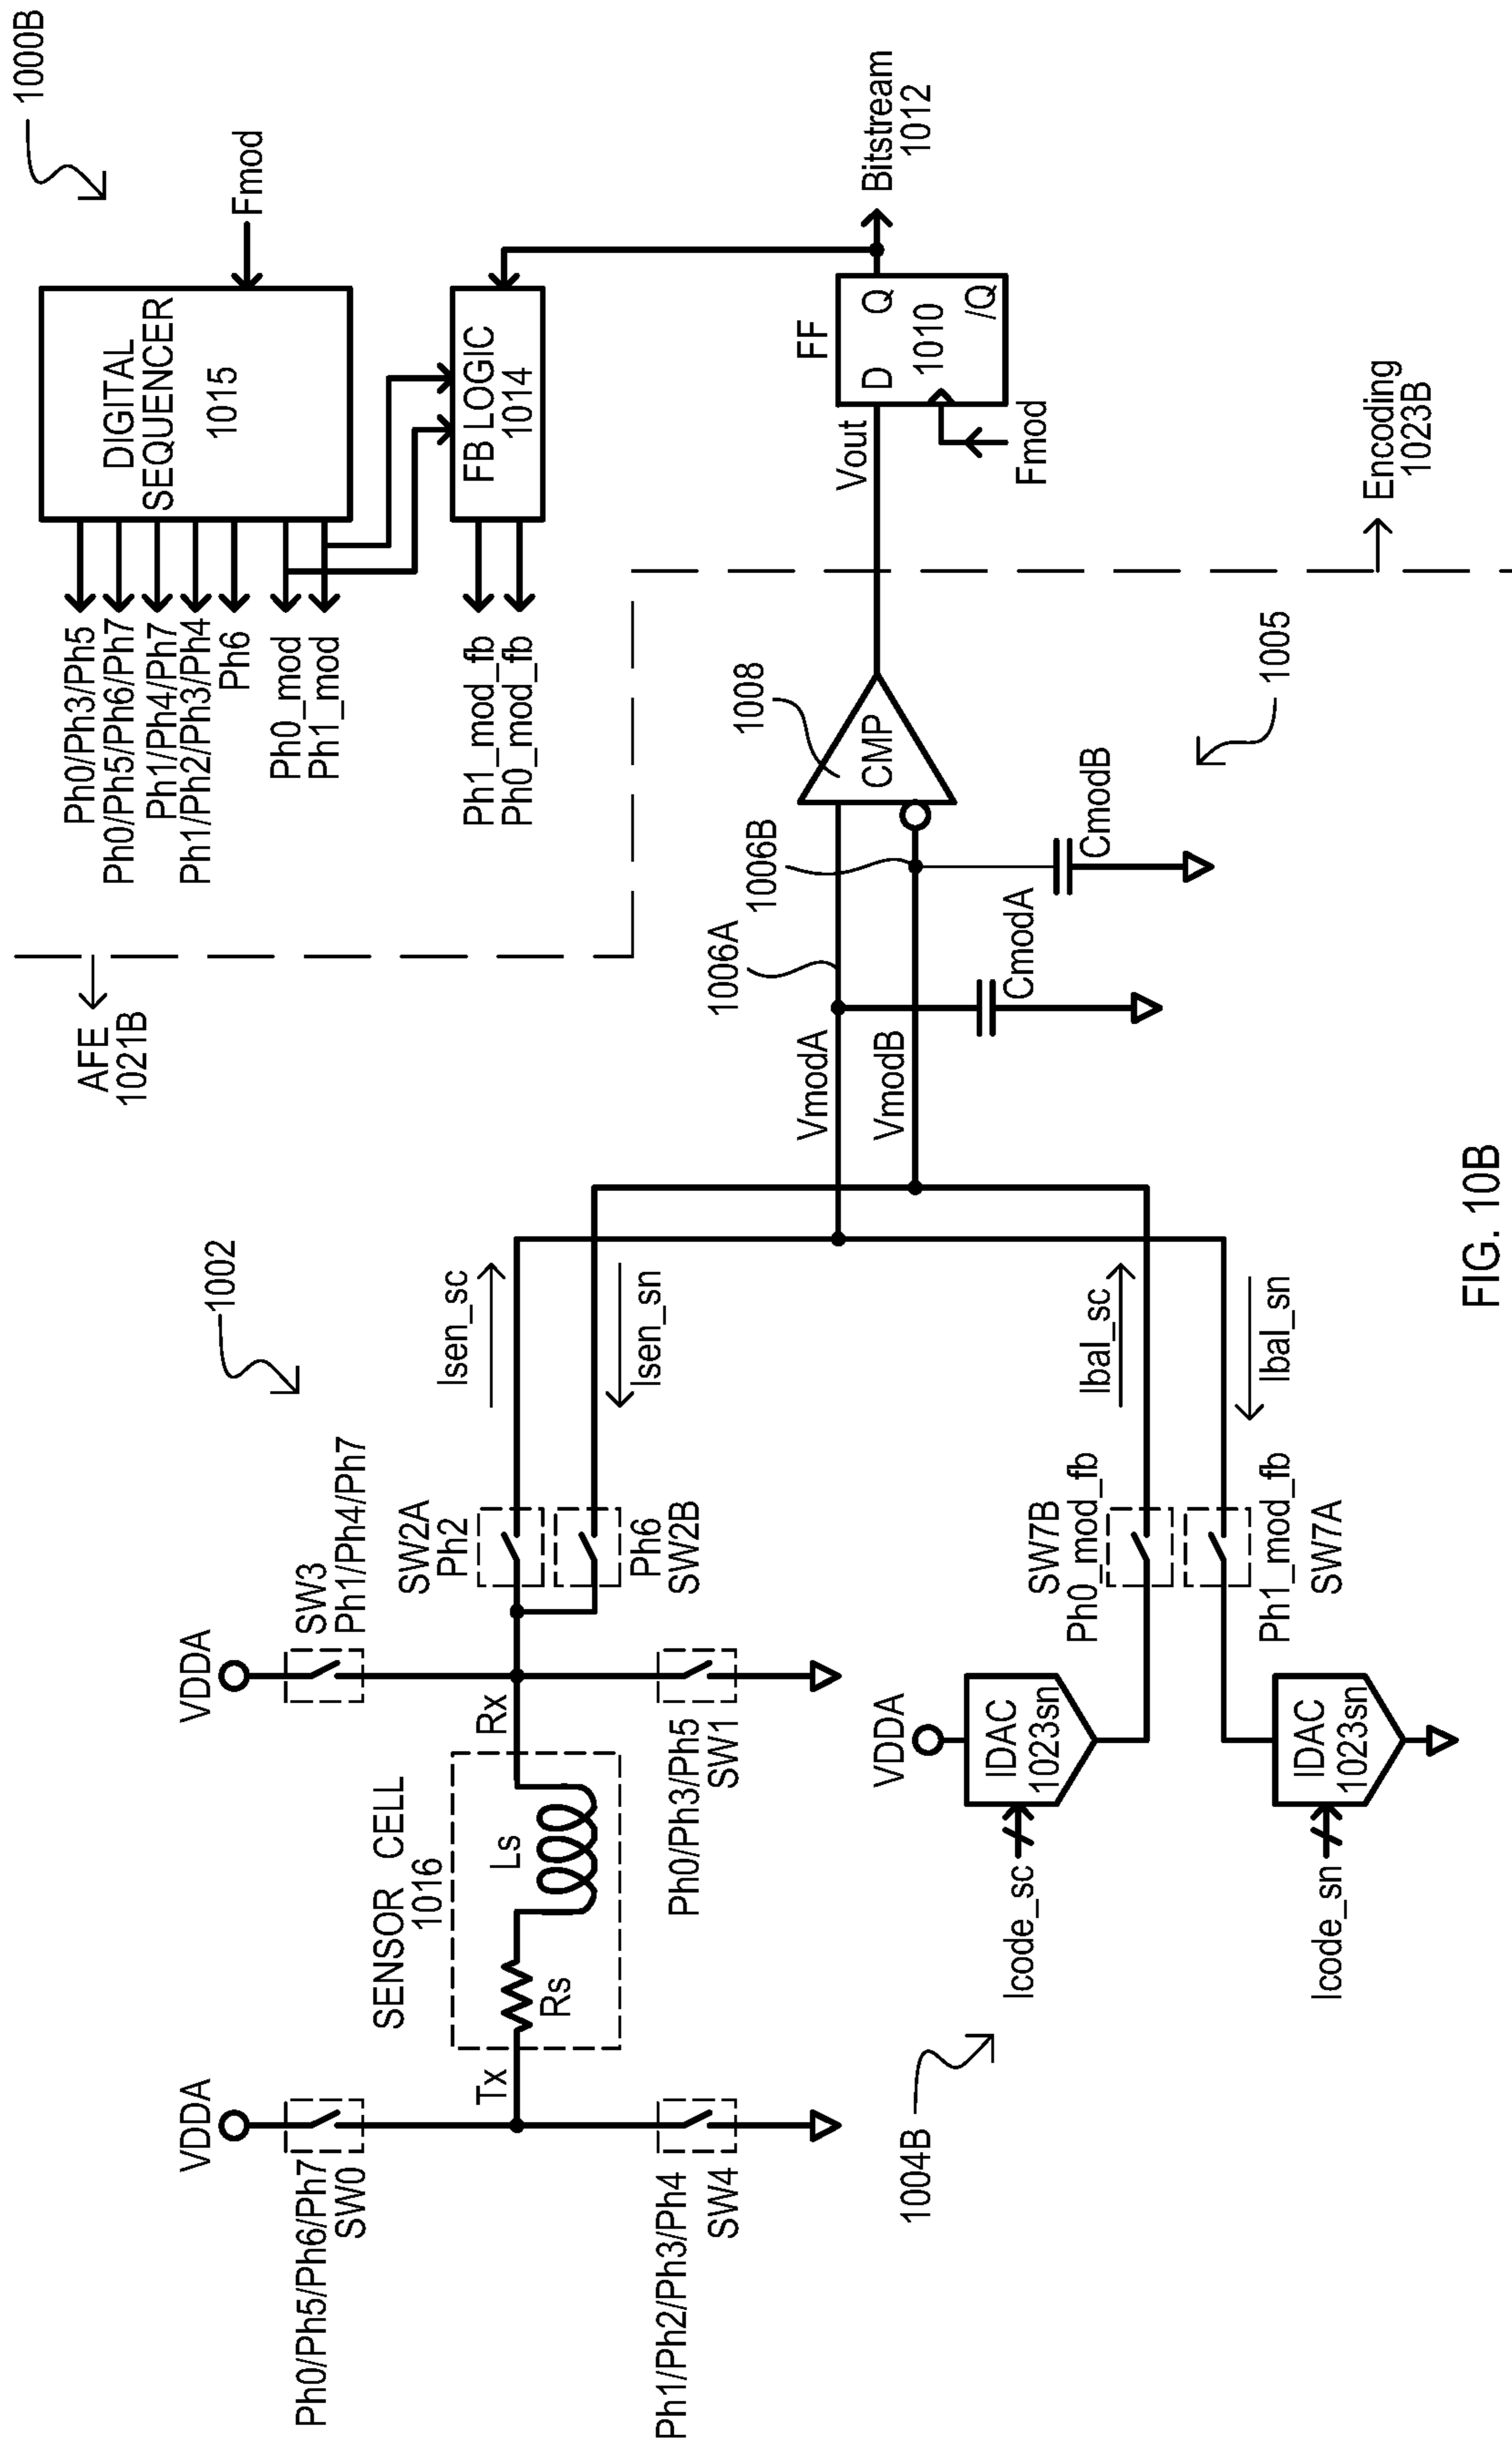 1000B
DIGITAL
SEQUENCER
1015
Fmod
Ph0/Ph3/Ph5
Ph0/Ph5/Ph6/Ph7
Ph1/Ph4/Ph7
Ph1/Ph2/Ph3/Ph4
Ph6
Ph0_mod
Ph1_mod
FB LOGIC
1014
Ph1_mod_fb
Ph0_mod_fb
AFE
1021B
Encoding
1023B
1002
VDDA
Ph0/Ph5/Ph6/Ph7
SW0
Tx
Ph1/Ph2/Ph3/Ph4
SW4
SENSOR CELL
1016
Rs
Ls
VDDA
SW3
Ph1/Ph4/Ph7
Rx
Ph0/Ph3/Ph5
SW1
SW2A
Ph2
Ph6
SW2B
Isen_sc
Isen_sn
VmodA
VmodB
1006A
1006B
CmodA
CmodB
1005
1008
CMP
Vout
FF
D
Q
1010
/Q
Fmod
Bitstream
1012
1004B
VDDA
IDAC
1023sn
Icode_sc
SW7B
Ph0_mod_fb
Ibal_sc
IDAC
1023sn
Icode_sn
Ph1_mod_fb
SW7A
Ibal_sn
FIG. 10B